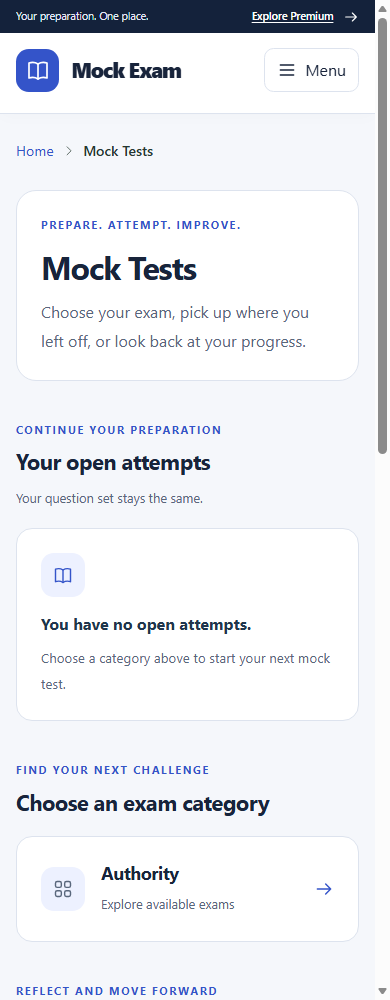 Your preparation. One place.
Explore Premium
Mock Exam
Menu
Home
Mock Tests
PREPARE. ATTEMPT. IMPROVE.
Mock Tests
Choose your exam, pick up where you
left off, or look back at your progress.
CONTINUE YOUR PREPARATION
Your open attempts
Your question set stays the same.
You have no open attempts.
Choose a category above to start your next mock
test.
FIND YOUR NEXT CHALLENGE
Choose an exam category
Authority
Explore available exams
REFLECT AND MOVE FORWARD